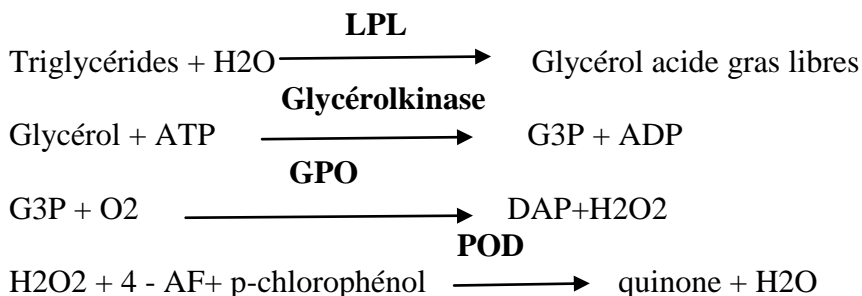 LPL
Triglycérides + H2O Glycérol acide gras libres
Glycérolkinase
Glycérol + ATP G3P + ADP
GPO
G3P + O2 DAP+H2O2
POD
H2O2 + 4 - AF+ p-chlorophénol quinone + H2O